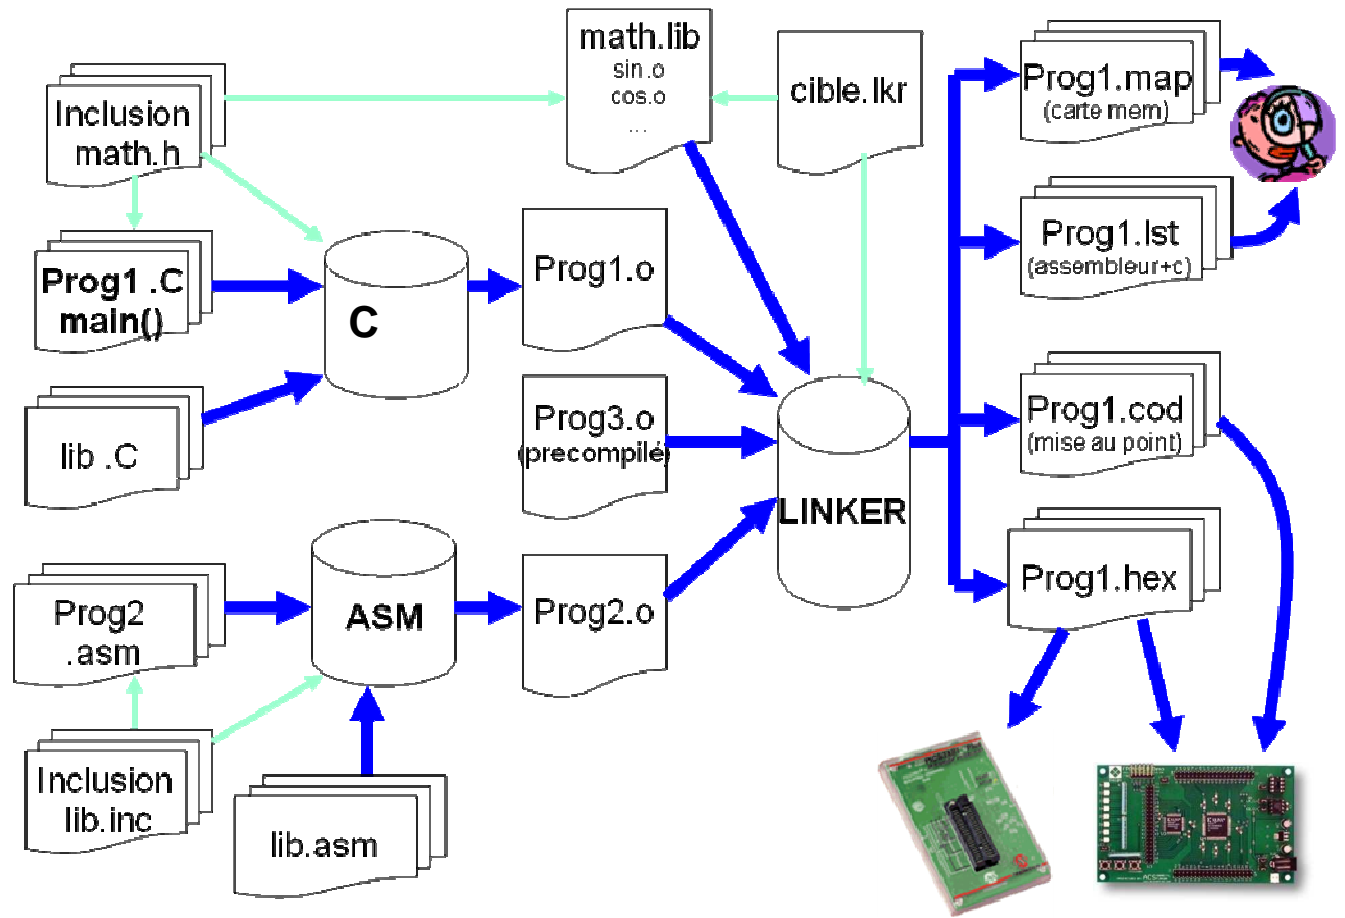 math.lib
sin.o
cos.o
...
cible.lkr
Inclusion
math.h
Prog1 .C
main()
lib .C
C
Prog1.o
Prog3.o
(precompilé)
LINKER
Prog2
.asm
ASM
Prog2.o
Inclusion
lib.inc
lib.asm
Prog1.map
(carte mem)
Prog1.lst
(assembleur+c)
Prog1.cod
(mise au point)
Prog1.hex